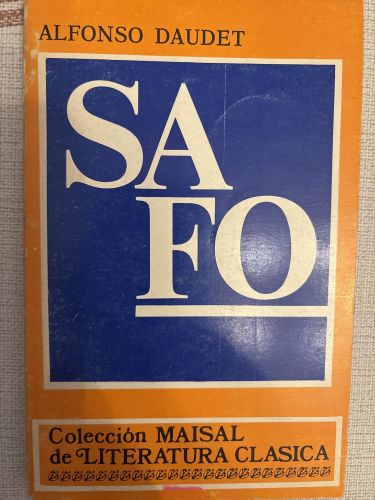 ALFONSO DAUDET
SA
FO
Colección MAISAL
de LITERATURA CLASICA